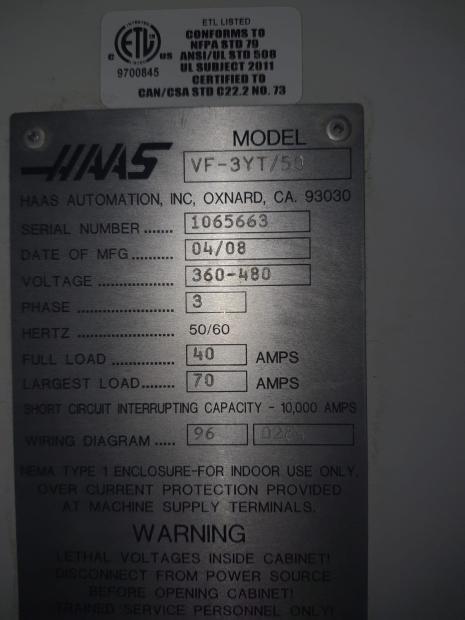 ETL LISTED
CONFORMS TO
NFPA STD 79
ANSI/UL STD 508
UL SUBJECT 2011
CERTIFIED TO
CAN/CSA STD C22.2 NO. 73
INTERTEK
ETL
C US
9700845
MODEL
HAAS VF-3YT/50
HAAS AUTOMATION, INC, OXNARD, CA. 93030
SERIAL NUMBER ....... 1065663
DATE OF MFG.......... 04/08
VOLTAGE ............... 360-480
PHASE .................. 3
HERTZ .................. 50/60
FULL LOAD ............. 40 AMPS
LARGEST LOAD........ 70 AMPS
SHORT CIRCUIT INTERRUPTING CAPACITY - 10,000 AMPS
WIRING DIAGRAM ..... 96
NEMA TYPE 1 ENCLOSURE-FOR INDOOR USE ONLY.
OVER CURRENT PROTECTION PROVIDED
AT MACHINE SUPPLY TERMINALS.
WARNING
LETHAL VOLTAGES INSIDE CABINET!
DISCONNECT FROM POWER SOURCE
BEFORE OPENING CABINET!
TRAINED SERVICE PERSONNEL ONLY!